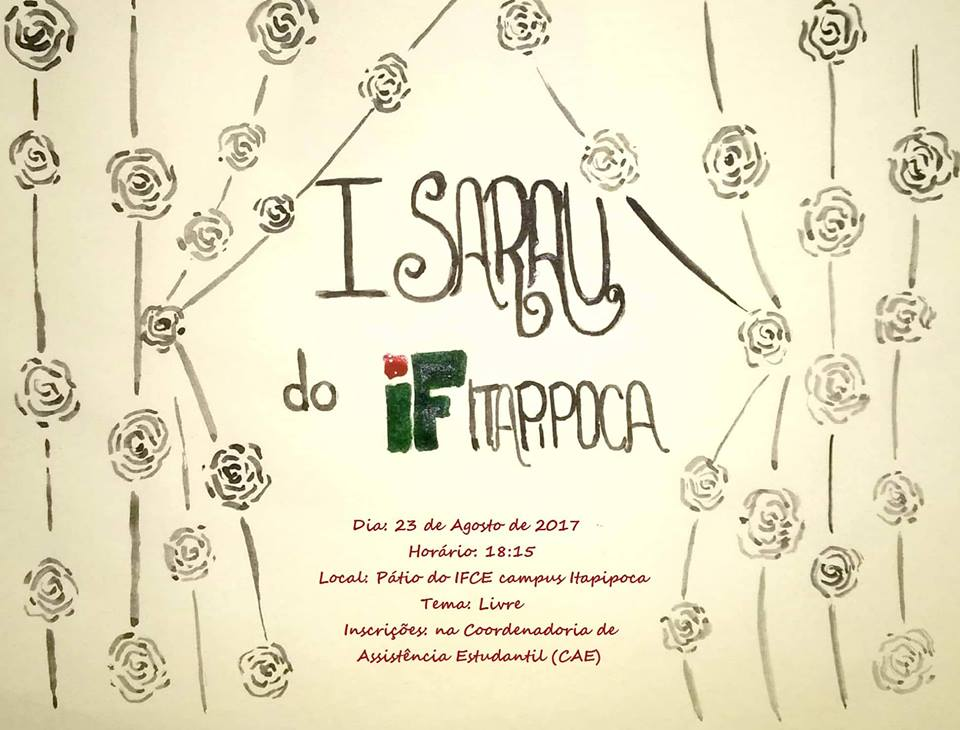 I SARAU
do iF ITAPIPOCA
Dia: 23 de Agosto de 2017
Horário: 18:15
Local: Pátio do IFCE campus Itapipoca
Tema: Livre
Inscrições: na Coordenadoria de
Assistência Estudantil (CAE)